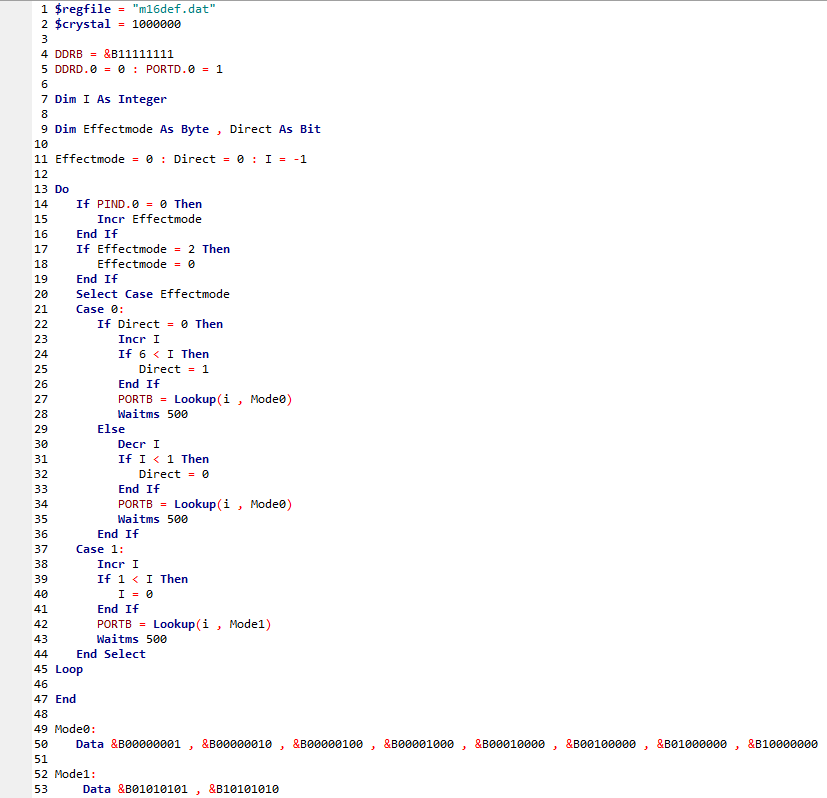 1 $regfile = "m16def.dat"
2 $crystal = 1000000
3
4 DDRB = &B11111111
5 DDRD.0 = 0 : PORTD.0 = 1
6
7 Dim I As Integer
8
9 Dim Effectmode As Byte , Direct As Bit
10
11 Effectmode = 0 : Direct = 0 : I = -1
12
13 Do
14    If PIND.0 = 0 Then
15       Incr Effectmode
16    End If
17    If Effectmode = 2 Then
18       Effectmode = 0
19    End If
20    Select Case Effectmode
21    Case 0:
22       If Direct = 0 Then
23          Incr I
24          If 6 < I Then
25             Direct = 1
26          End If
27          PORTB = Lookup(i , Mode0)
28          Waitms 500
29       Else
30          Decr I
31          If I < 1 Then
32             Direct = 0
33          End If
34          PORTB = Lookup(i , Mode0)
35          Waitms 500
36       End If
37    Case 1:
38       Incr I
39       If 1 < I Then
40          I = 0
41       End If
42       PORTB = Lookup(i , Mode1)
43       Waitms 500
44    End Select
45 Loop
46
47 End
48
49 Mode0:
50    Data &B00000001 , &B00000010 , &B00000100 , &B00001000 , &B00010000 , &B00100000 , &B01000000 , &B10000000
51
52 Mode1:
53     Data &B01010101 , &B10101010